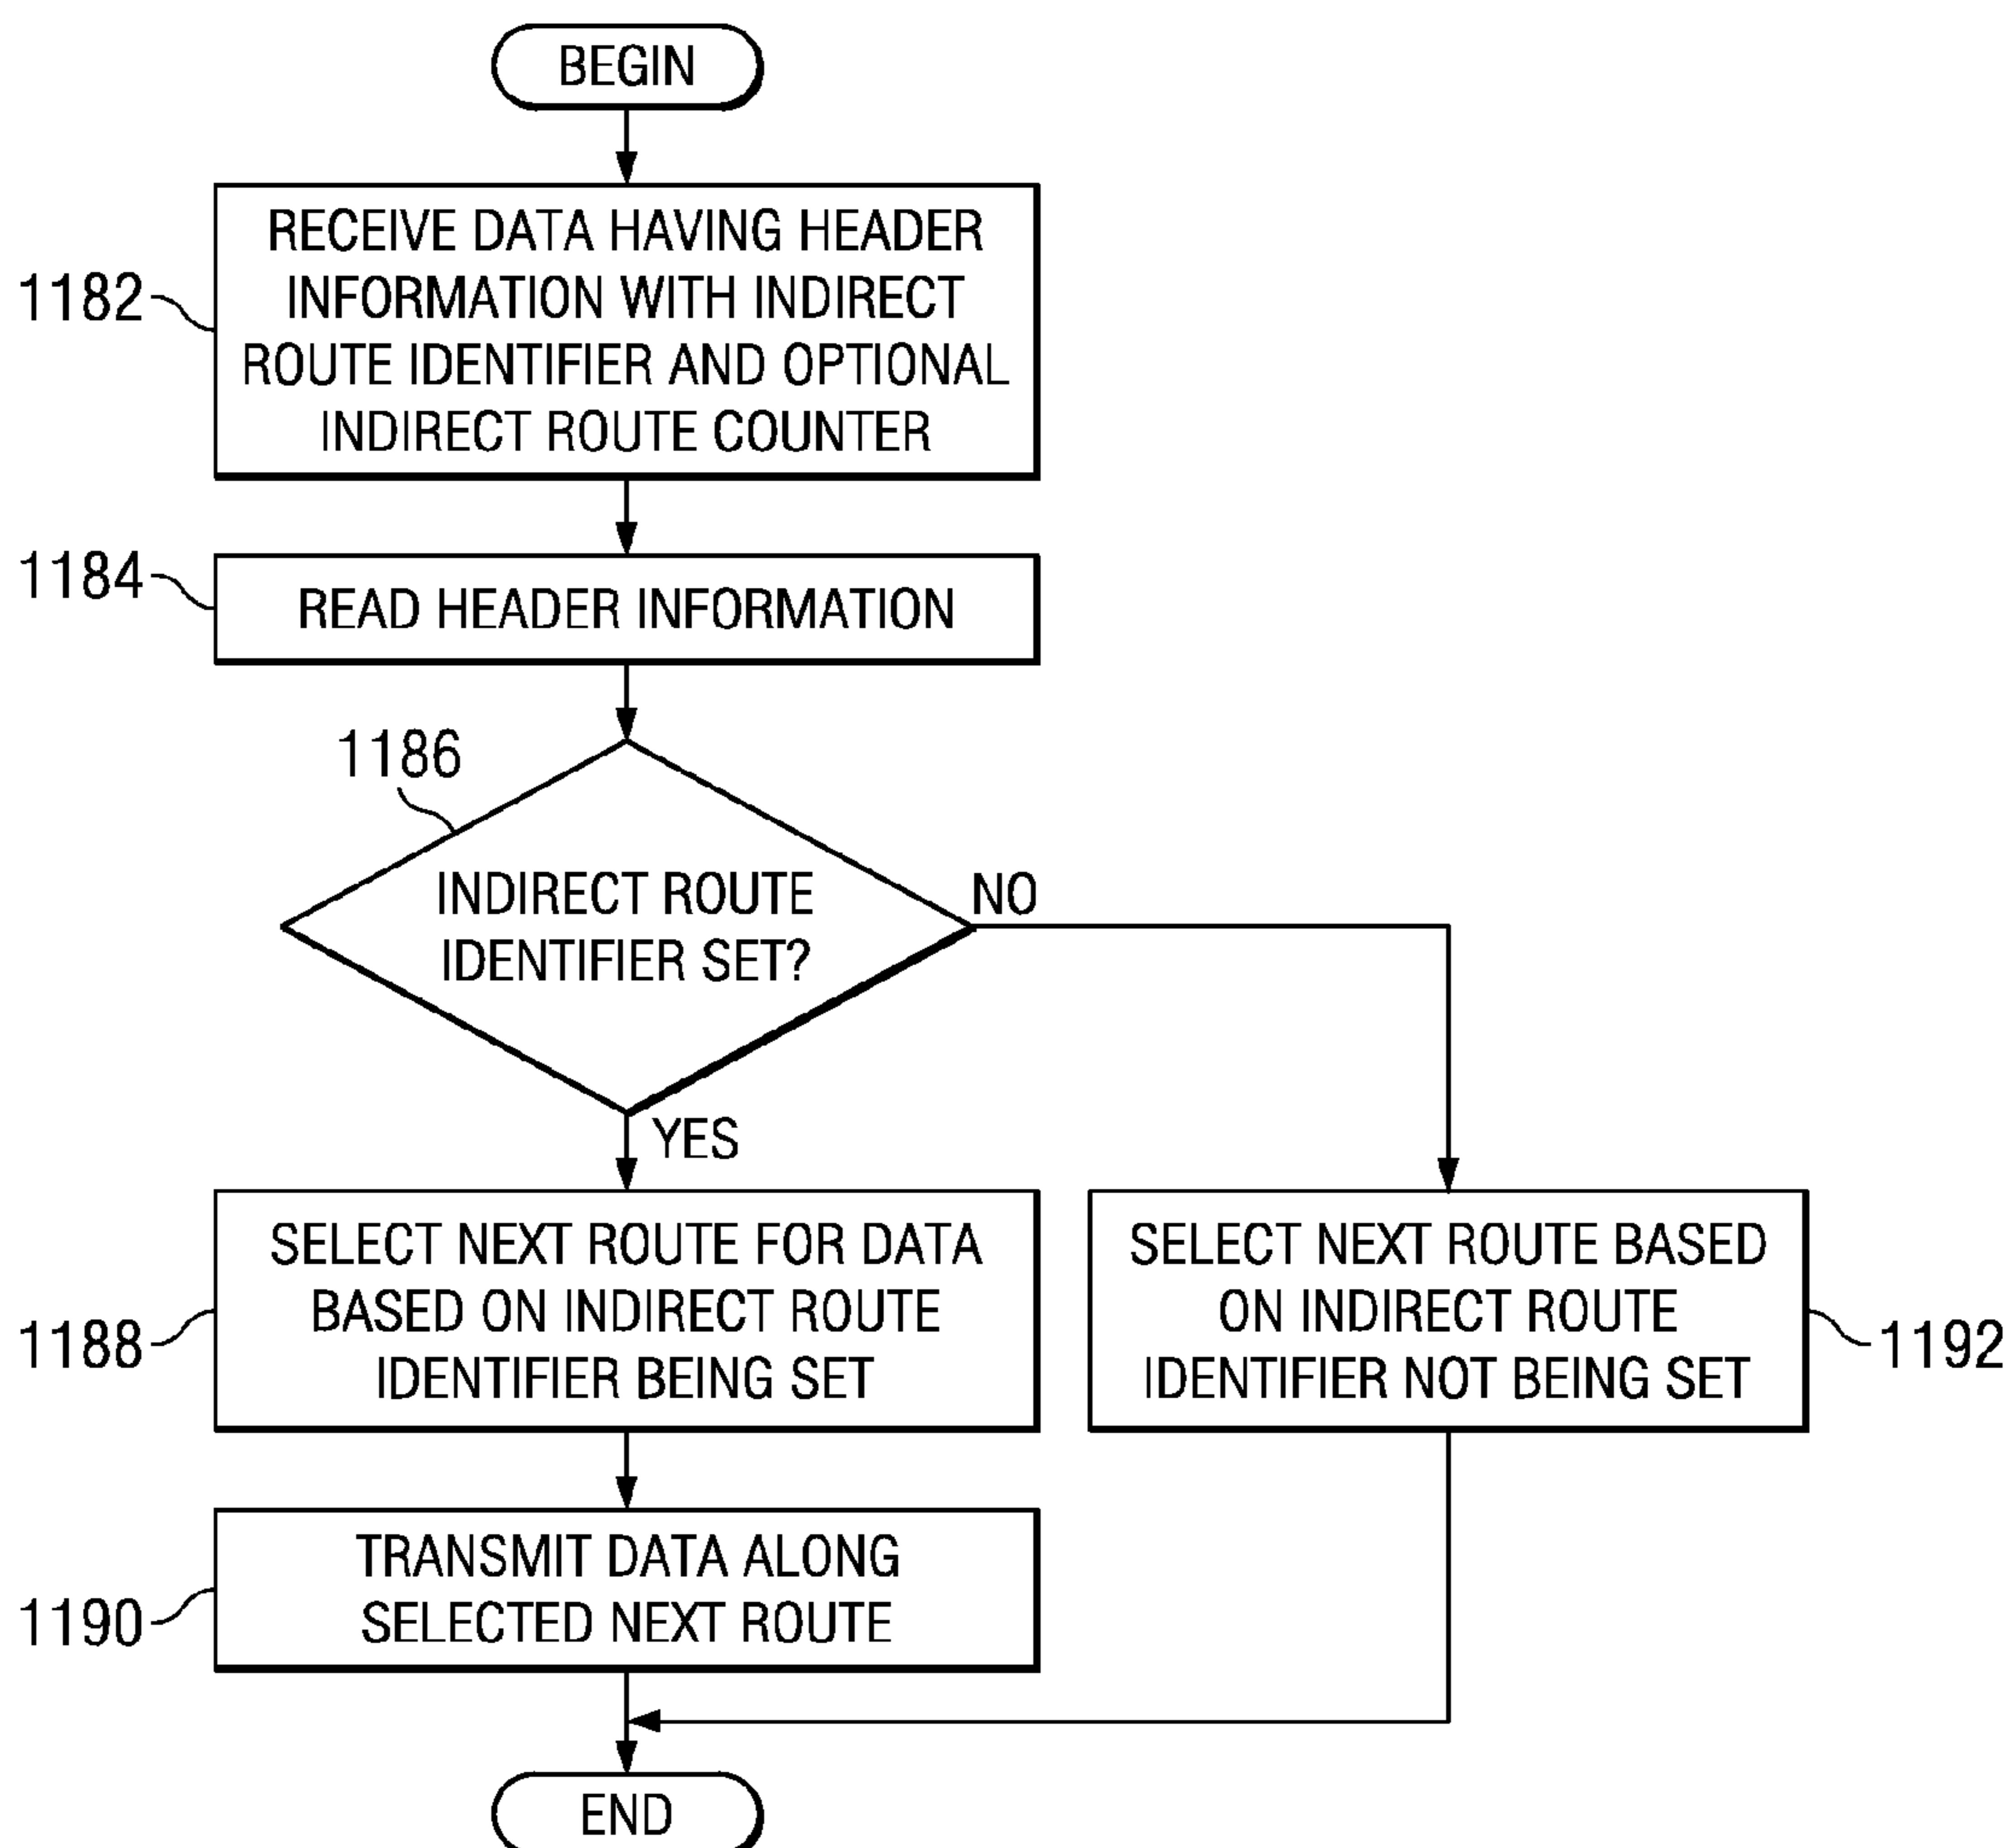 BEGIN
1182
RECEIVE DATA HAVING HEADER
INFORMATION WITH INDIRECT
ROUTE IDENTIFIER AND OPTIONAL
INDIRECT ROUTE COUNTER
1184
READ HEADER INFORMATION
1186
INDIRECT ROUTE
IDENTIFIER SET?
NO
YES
1188
SELECT NEXT ROUTE FOR DATA
BASED ON INDIRECT ROUTE
IDENTIFIER BEING SET
SELECT NEXT ROUTE BASED
ON INDIRECT ROUTE
IDENTIFIER NOT BEING SET
1192
1190
TRANSMIT DATA ALONG
SELECTED NEXT ROUTE
END